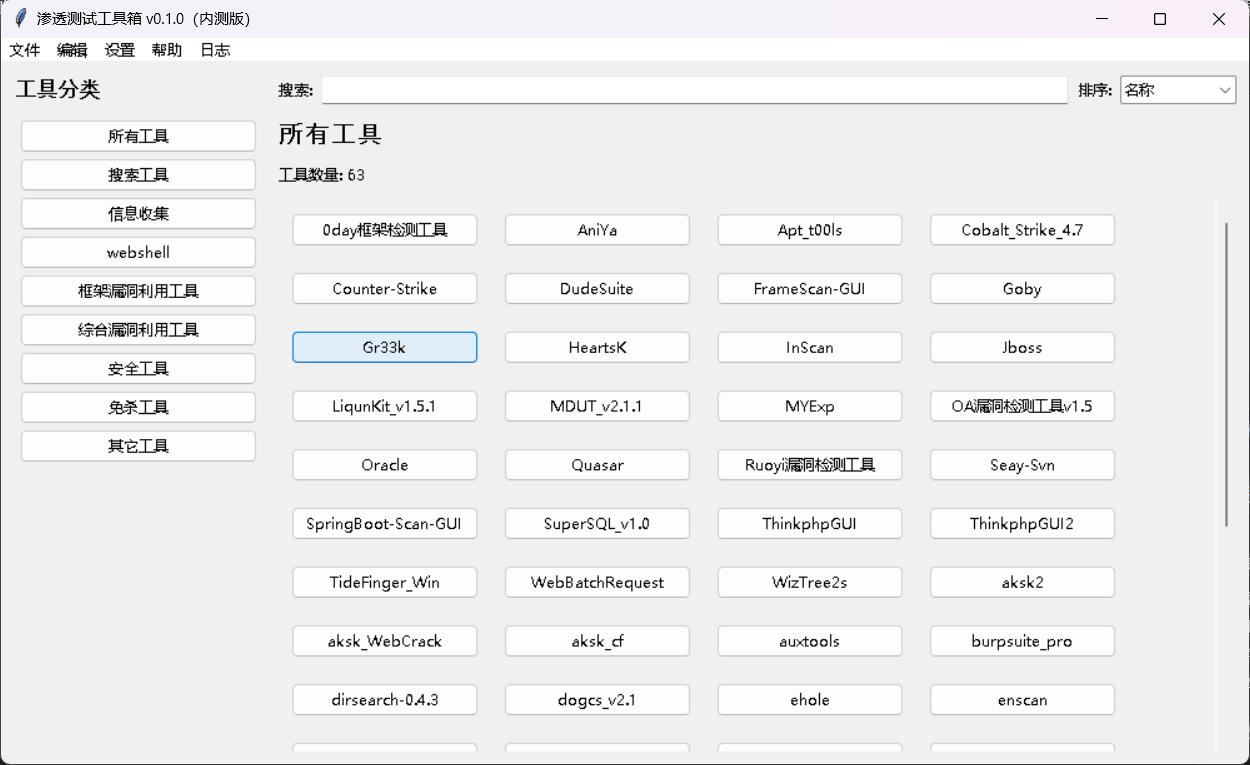 渗透测试工具箱 v0.1.0 (内测版)
文件 编辑 设置 帮助 日志
工具分类
所有工具
搜索工具
信息收集
webshell
框架漏洞利用工具
综合漏洞利用工具
安全工具
免杀工具
其它工具
搜索: 排序: 名称
所有工具
工具数量: 63
0day框架检测工具 AniYa Apt_t00ls Cobalt_Strike_4.7
Counter-Strike DudeSuite FrameScan-GUI Goby
Gr33k HeartsK InScan Jboss
LiqunKit_v1.5.1 MDUT_v2.1.1 MYExp OA漏洞检测工具v1.5
Oracle Quasar Ruoyi漏洞检测工具 Seay-Svn
SpringBoot-Scan-GUI SuperSQL_v1.0 ThinkphpGUI ThinkphpGUI2
TideFinger_Win WebBatchRequest WizTree2s aksk2
aksk_WebCrack aksk_cf auxtools burpsuite_pro
dirsearch-0.4.3 dogcs_v2.1 ehole enscan